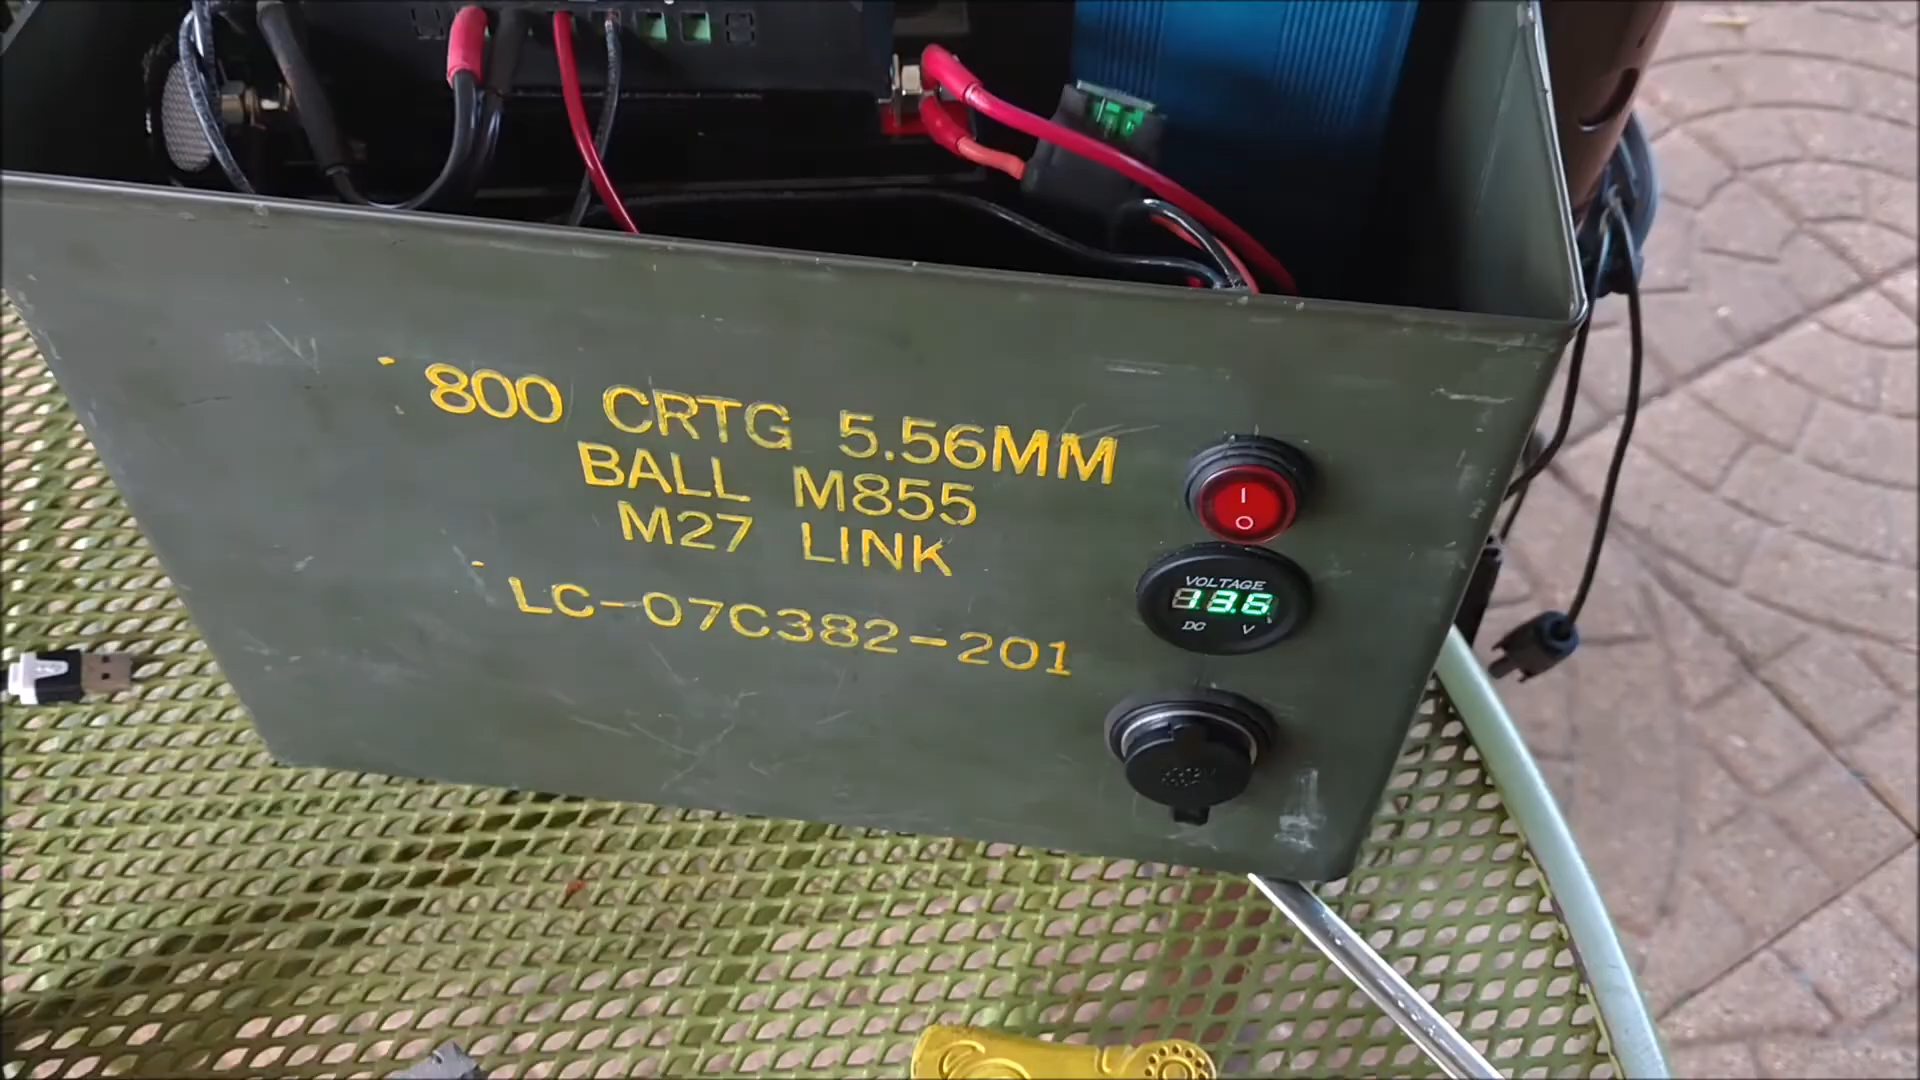 800 CRTG 5.56MM
BALL M855
M27 LINK
LC-07C382-201
I
O
VOLTAGE
13.6
DC V